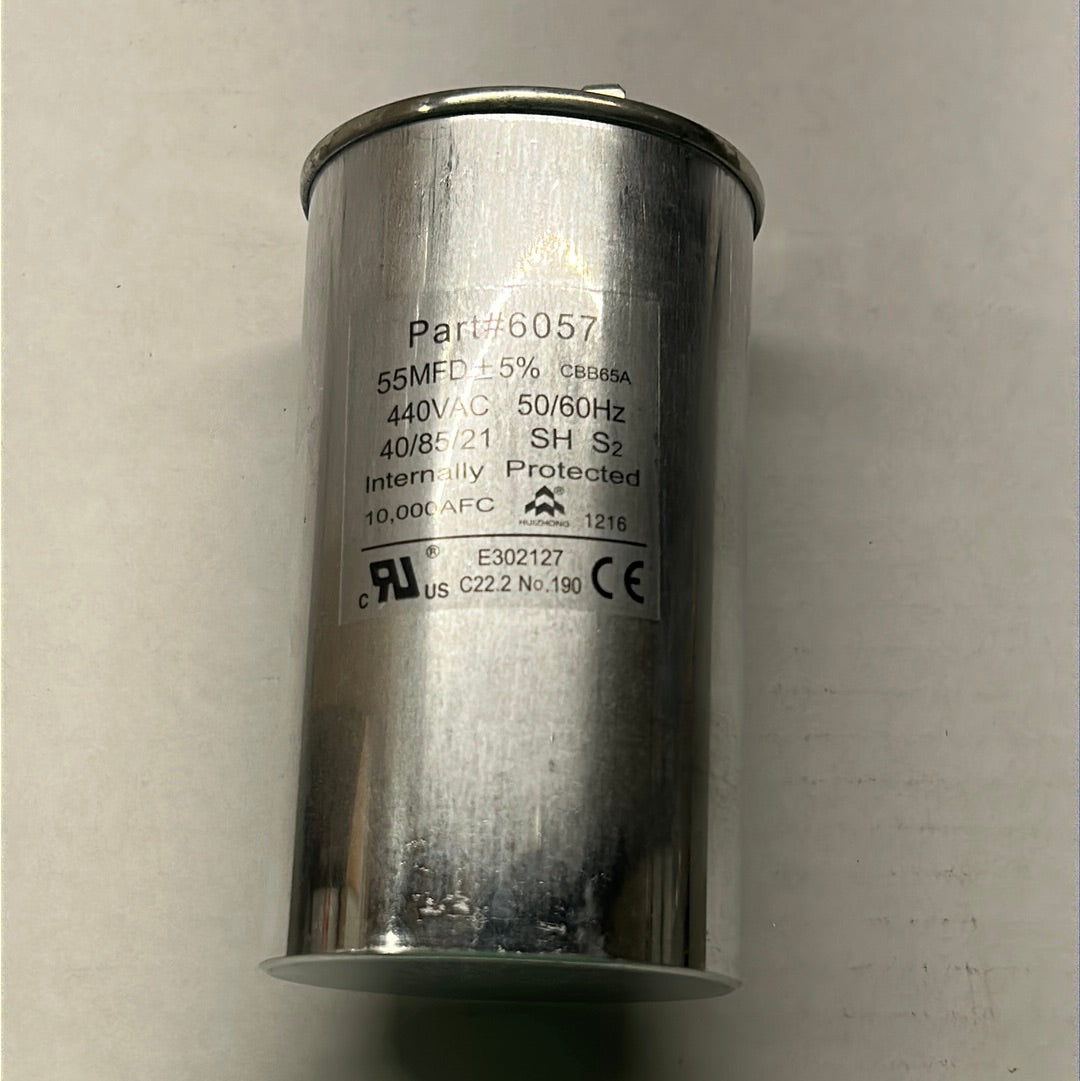 Part#6057
55MFD ± 5% CBB65A
440VAC 50/60Hz
40/85/21 SH S₂
Internally Protected
10,000AFC HUIZHONG ® 1216
c RU ® US E302127
C22.2 No.190 CE